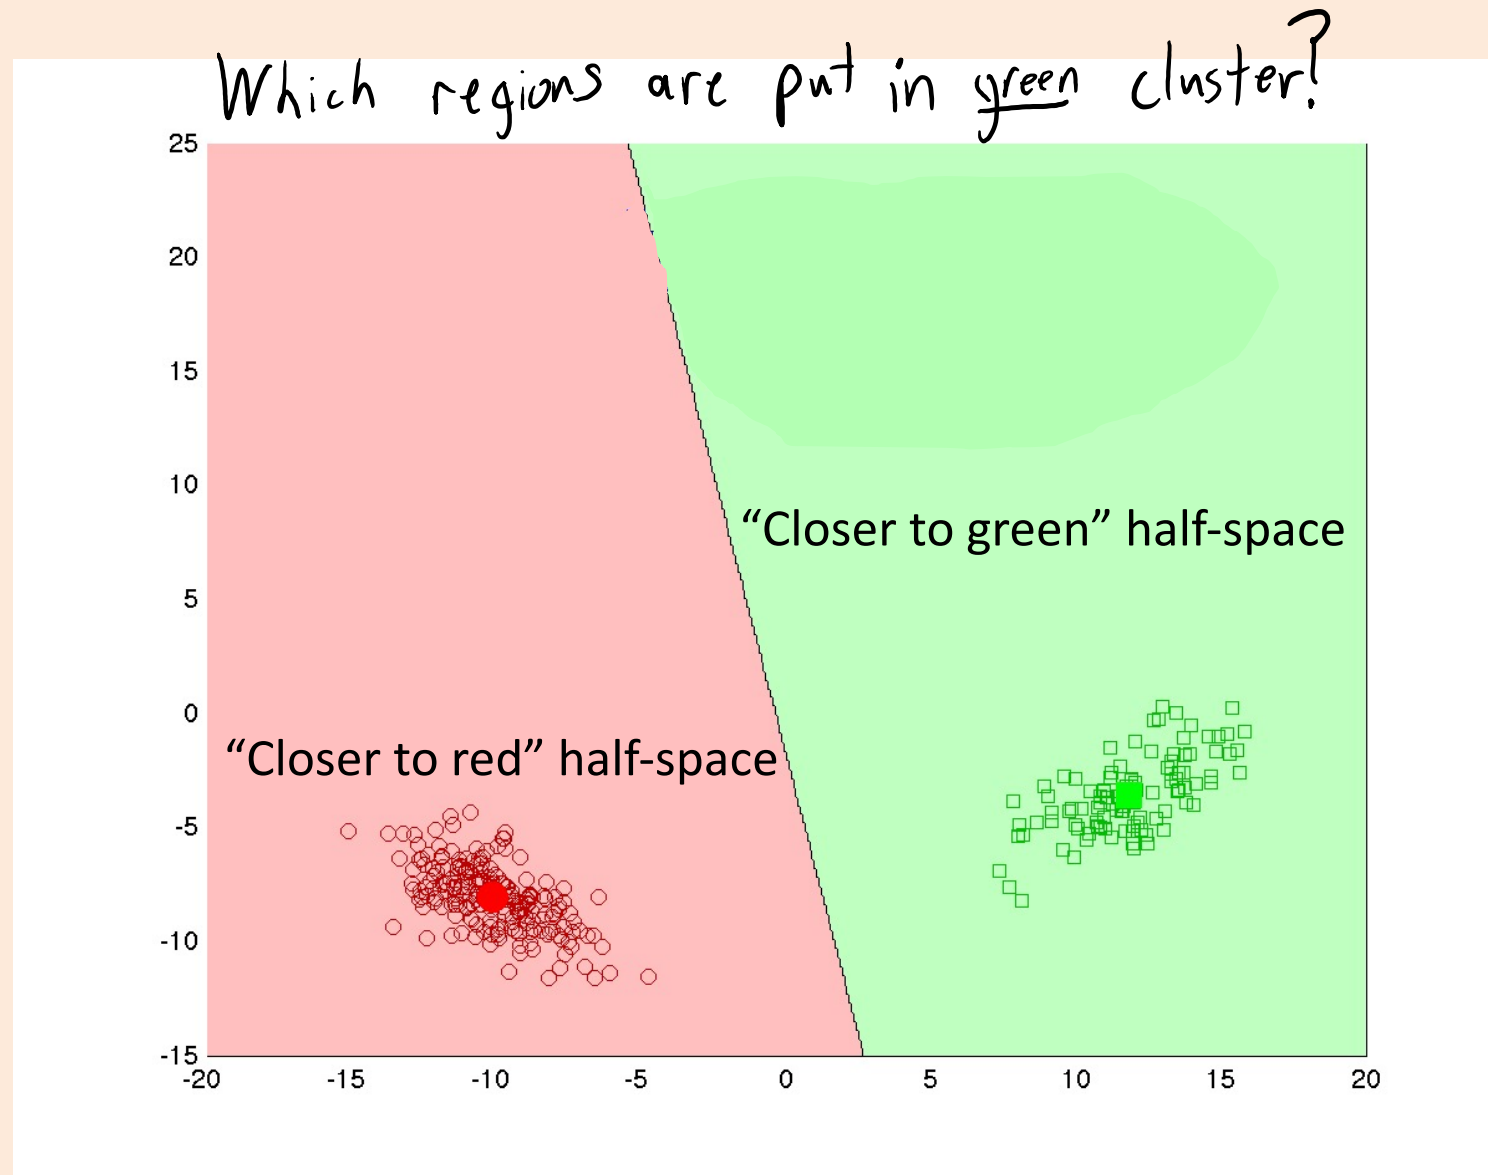 Which regions are put in green cluster?
25
20
15
10
“Closer to green” half-space
5
0
“Closer to red” half-space
-5
-10
-15
-20 -15 -10 -5 0 5 10 15 20